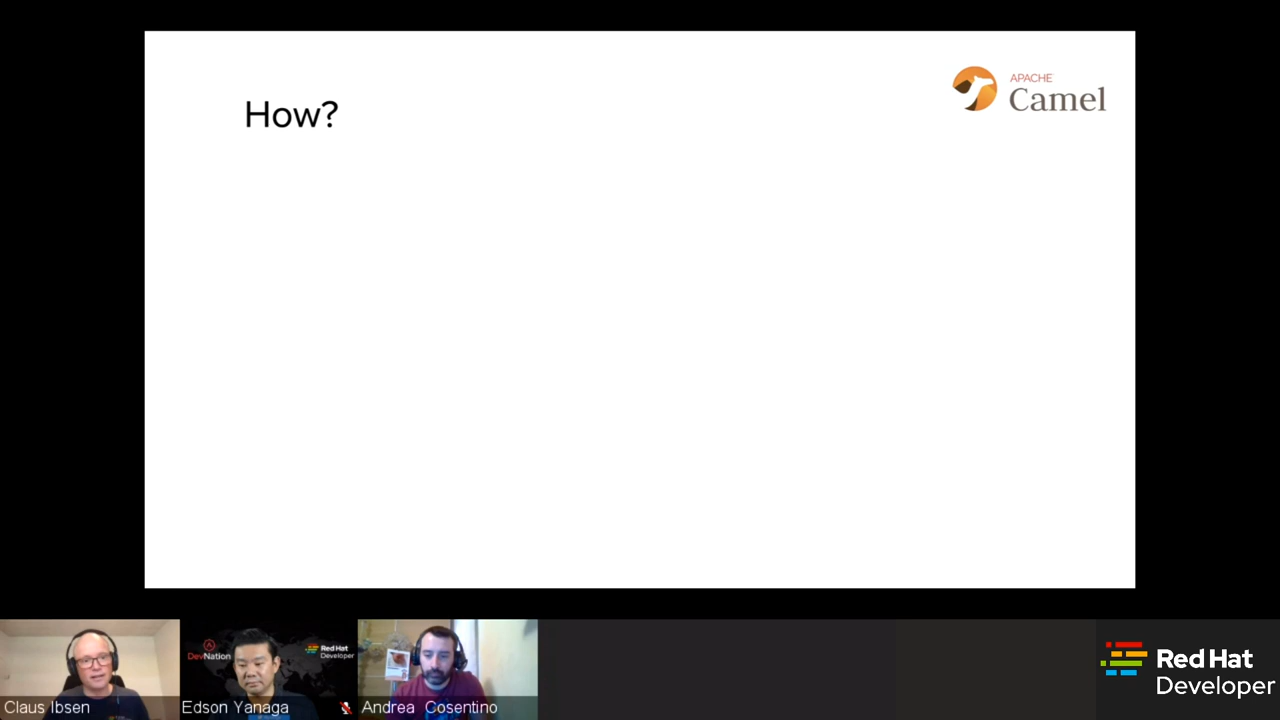 How?
APACHE
Camel
DevNation
Red Hat
Developer
Claus Ibsen
Edson Yanaga
Andrea Cosentino
Red Hat
Developer